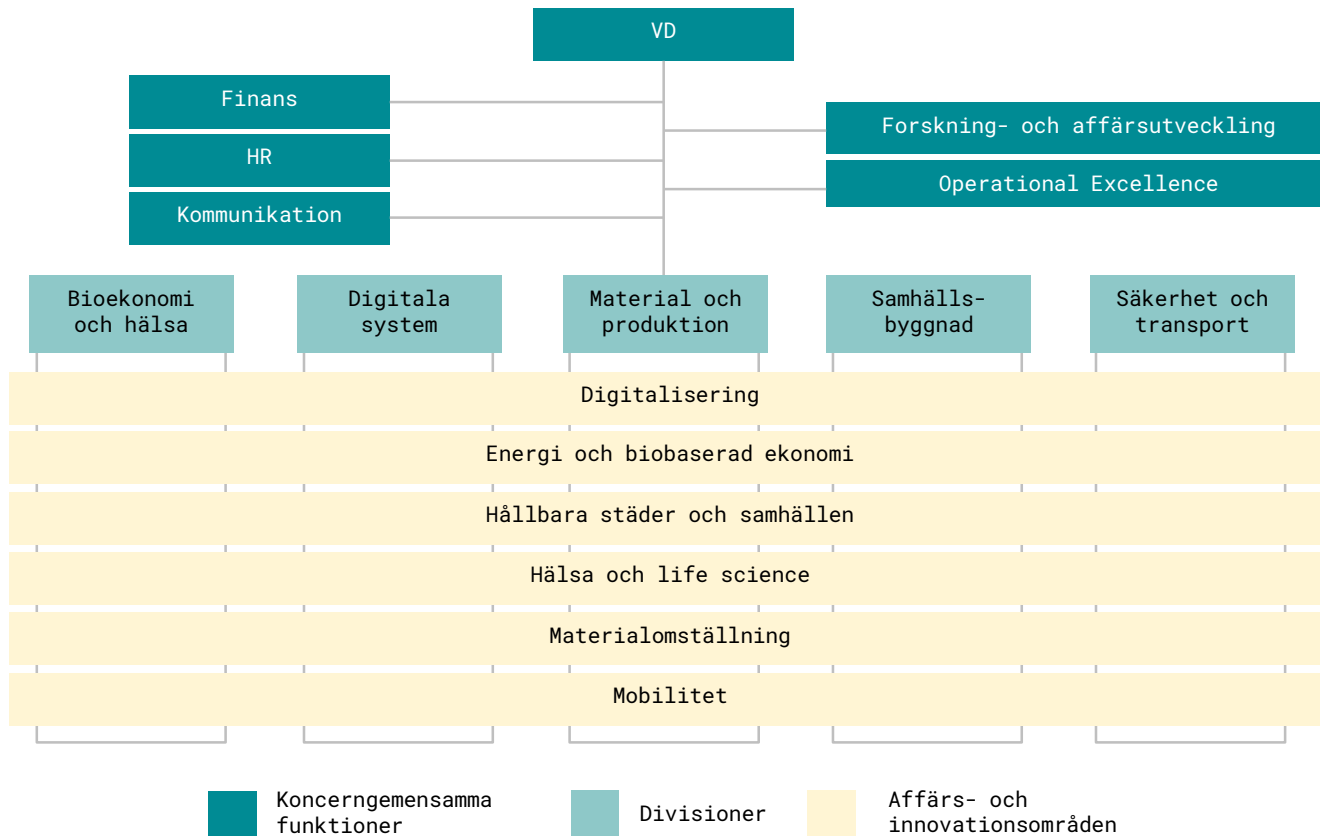 VD
Finans
HR
Kommunikation
Forskning- och affärsutveckling
Operational Excellence
Bioekonomi
och hälsa
Digitala
system
Material och
produktion
Samhälls-
byggnad
Säkerhet och
transport
Digitalisering
Energi och biobaserad ekonomi
Hållbara städer och samhällen
Hälsa och life science
Materialomställning
Mobilitet
Koncerngemensamma
funktioner
Divisioner
Affärs- och
innovationsområden